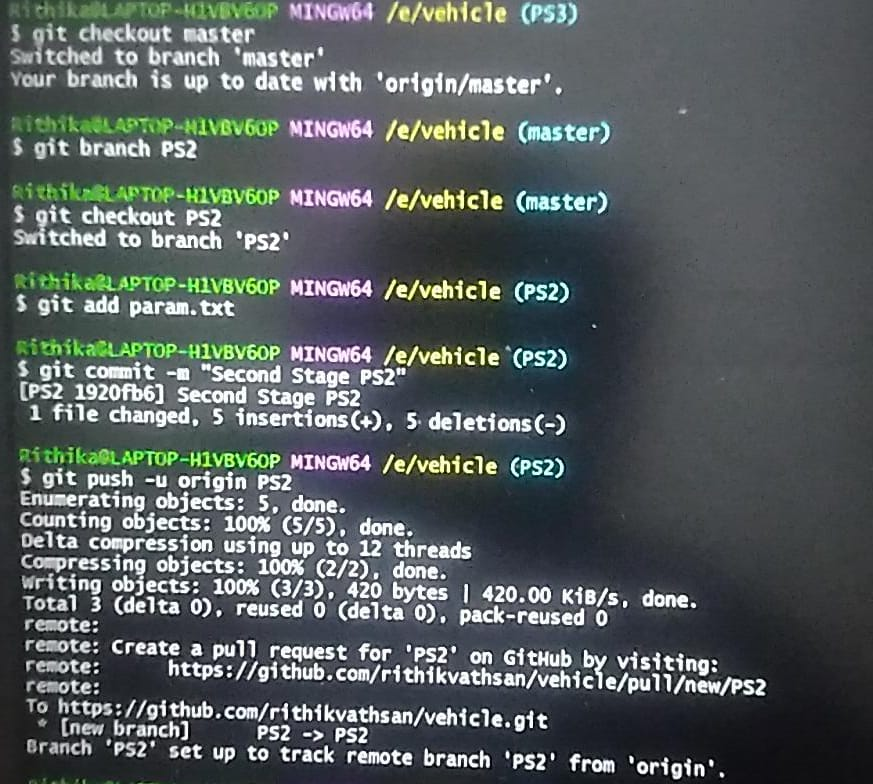 Rithika@LAPTOP-H1VBV6OP MINGW64 /e/vehicle (PS3)
$ git checkout master
Switched to branch 'master'
Your branch is up to date with 'origin/master'.
Rithika@LAPTOP-H1VBV6OP MINGW64 /e/vehicle (master)
$ git branch PS2
Rithika@LAPTOP-H1VBV6OP MINGW64 /e/vehicle (master)
$ git checkout PS2
Switched to branch 'PS2'
Rithika@LAPTOP-H1VBV6OP MINGW64 /e/vehicle (PS2)
$ git add param.txt
Rithika@LAPTOP-H1VBV6OP MINGW64 /e/vehicle (PS2)
$ git commit -m "Second Stage PS2"
[PS2 1920fb6] Second Stage PS2
1 file changed, 5 insertions(+), 5 deletions(-)
Rithika@LAPTOP-H1VBV6OP MINGW64 /e/vehicle (PS2)
$ git push -u origin PS2
Enumerating objects: 5, done.
Counting objects: 100% (5/5), done.
Delta compression using up to 12 threads
Compressing objects: 100% (2/2), done.
Writing objects: 100% (3/3), 420 bytes | 420.00 KiB/s, done.
Total 3 (delta 0), reused 0 (delta 0), pack-reused 0
remote:
remote: Create a pull request for 'PS2' on GitHub by visiting:
remote: https://github.com/rithikvathsan/vehicle/pull/new/PS2
remote:
To https://github.com/rithikvathsan/vehicle.git
* [new branch] PS2 -> PS2
Branch 'PS2' set up to track remote branch 'PS2' from 'origin'.